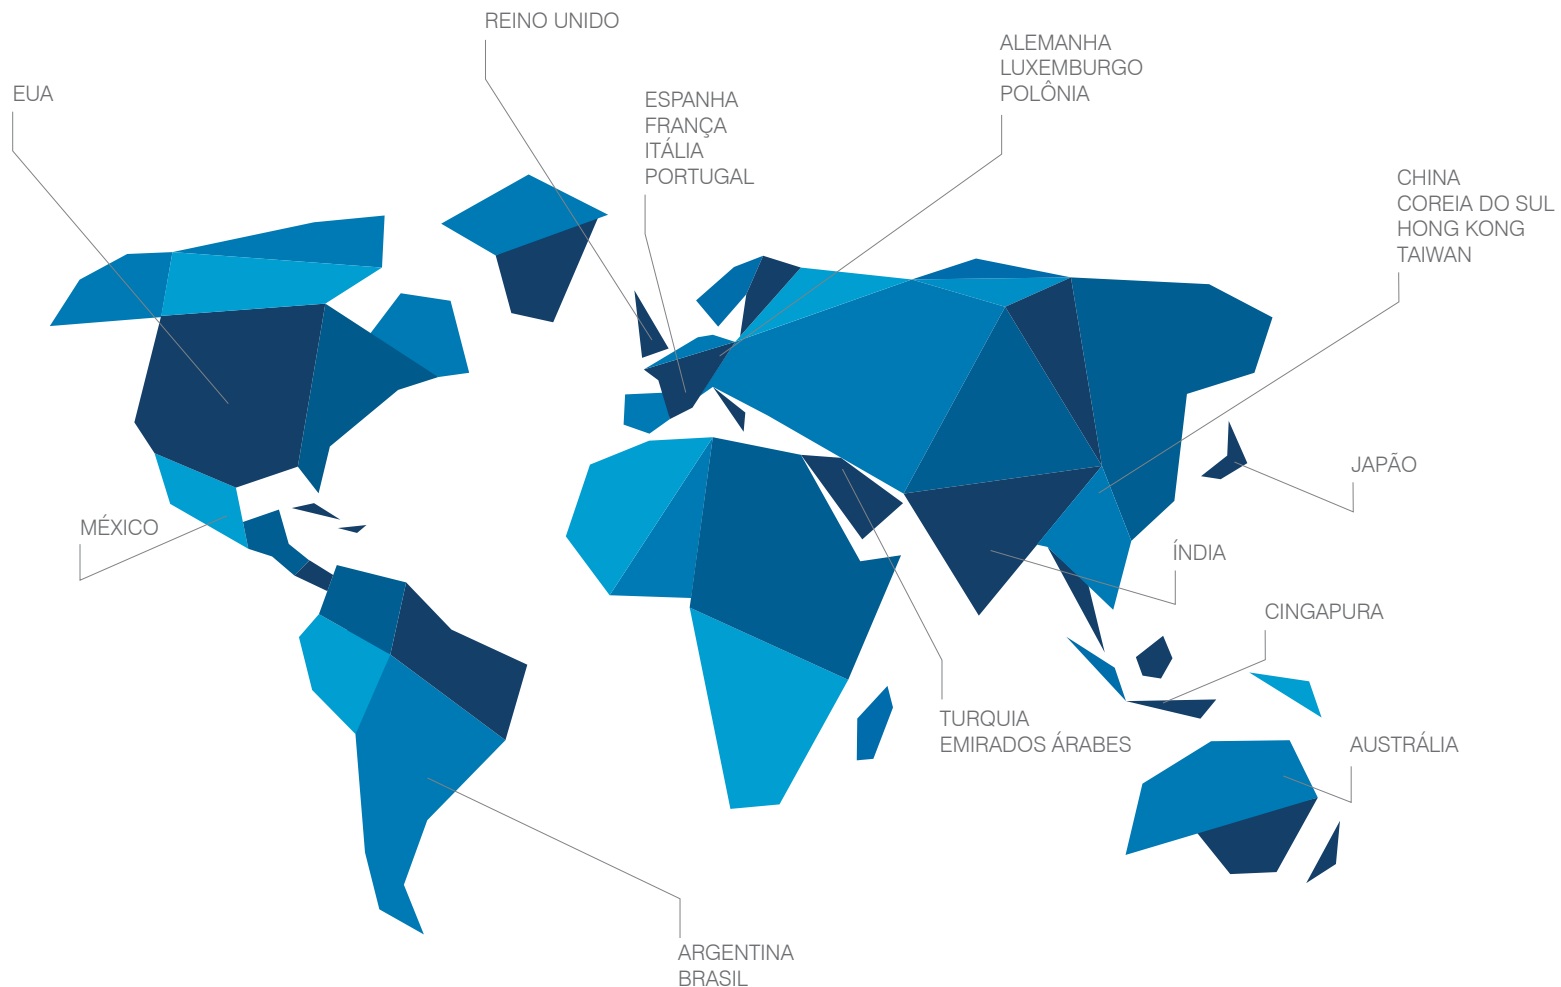 REINO UNIDO
ALEMANHA
LUXEMBURGO
POLÔNIA
EUA
ESPANHA
FRANÇA
ITÁLIA
PORTUGAL
CHINA
COREIA DO SUL
HONG KONG
TAIWAN
JAPÃO
MÉXICO
ÍNDIA
CINGAPURA
TURQUIA
EMIRADOS ÁRABES
AUSTRÁLIA
ARGENTINA
BRASIL